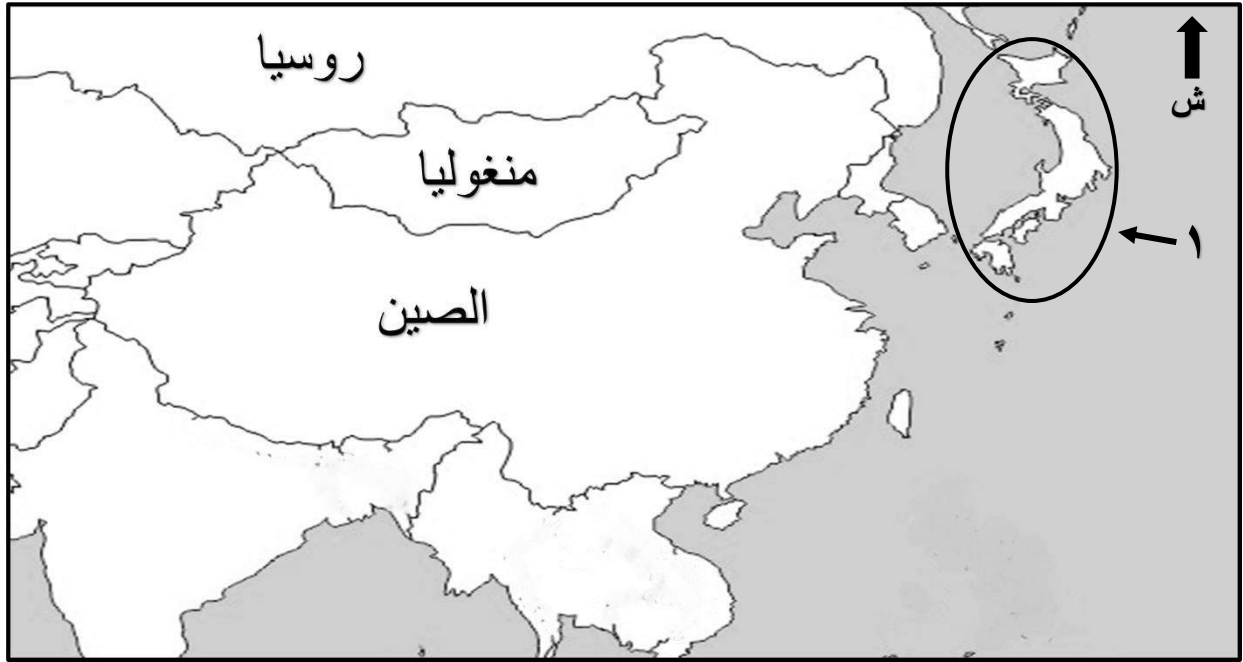 روسيا
ش
منغوليا
١
الصين